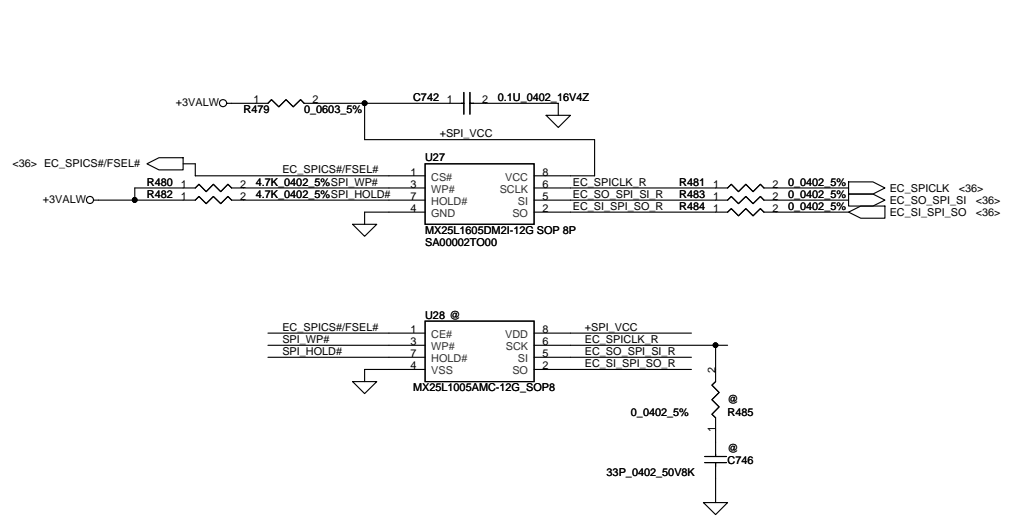 +3VALW 1 2 C742 1 2 0.1U_0402_16V4Z
R479 0_0603_5%
+SPI_VCC
U27
<36> EC_SPICS#/FSEL# EC_SPICS#/FSEL# 1 CS# VCC 8
R480 1 2 4.7K_0402_5% SPI_WP# 3 WP# SCLK 6 EC_SPICLK_R R481 1 2 0_0402_5% EC_SPICLK <36>
+3VALW R482 1 2 4.7K_0402_5% SPI_HOLD# 7 HOLD# SI 5 EC_SO_SPI_SI_R R483 1 2 0_0402_5% EC_SO_SPI_SI <36>
4 GND SO 2 EC_SI_SPI_SO_R R484 1 2 0_0402_5% EC_SI_SPI_SO <36>
MX25L1605DM2I-12G SOP 8P
SA00002TO00
U28 @
EC_SPICS#/FSEL# 1 CE# VDD 8 +SPI_VCC
SPI_WP# 3 WP# SCK 6 EC_SPICLK_R
SPI_HOLD# 7 HOLD# SI 5 EC_SO_SPI_SI_R
4 VSS SO 2 EC_SI_SPI_SO_R
MX25L1005AMC-12G_SOP8
2
@
0_0402_5% R485
1
@
C746
33P_0402_50V8K